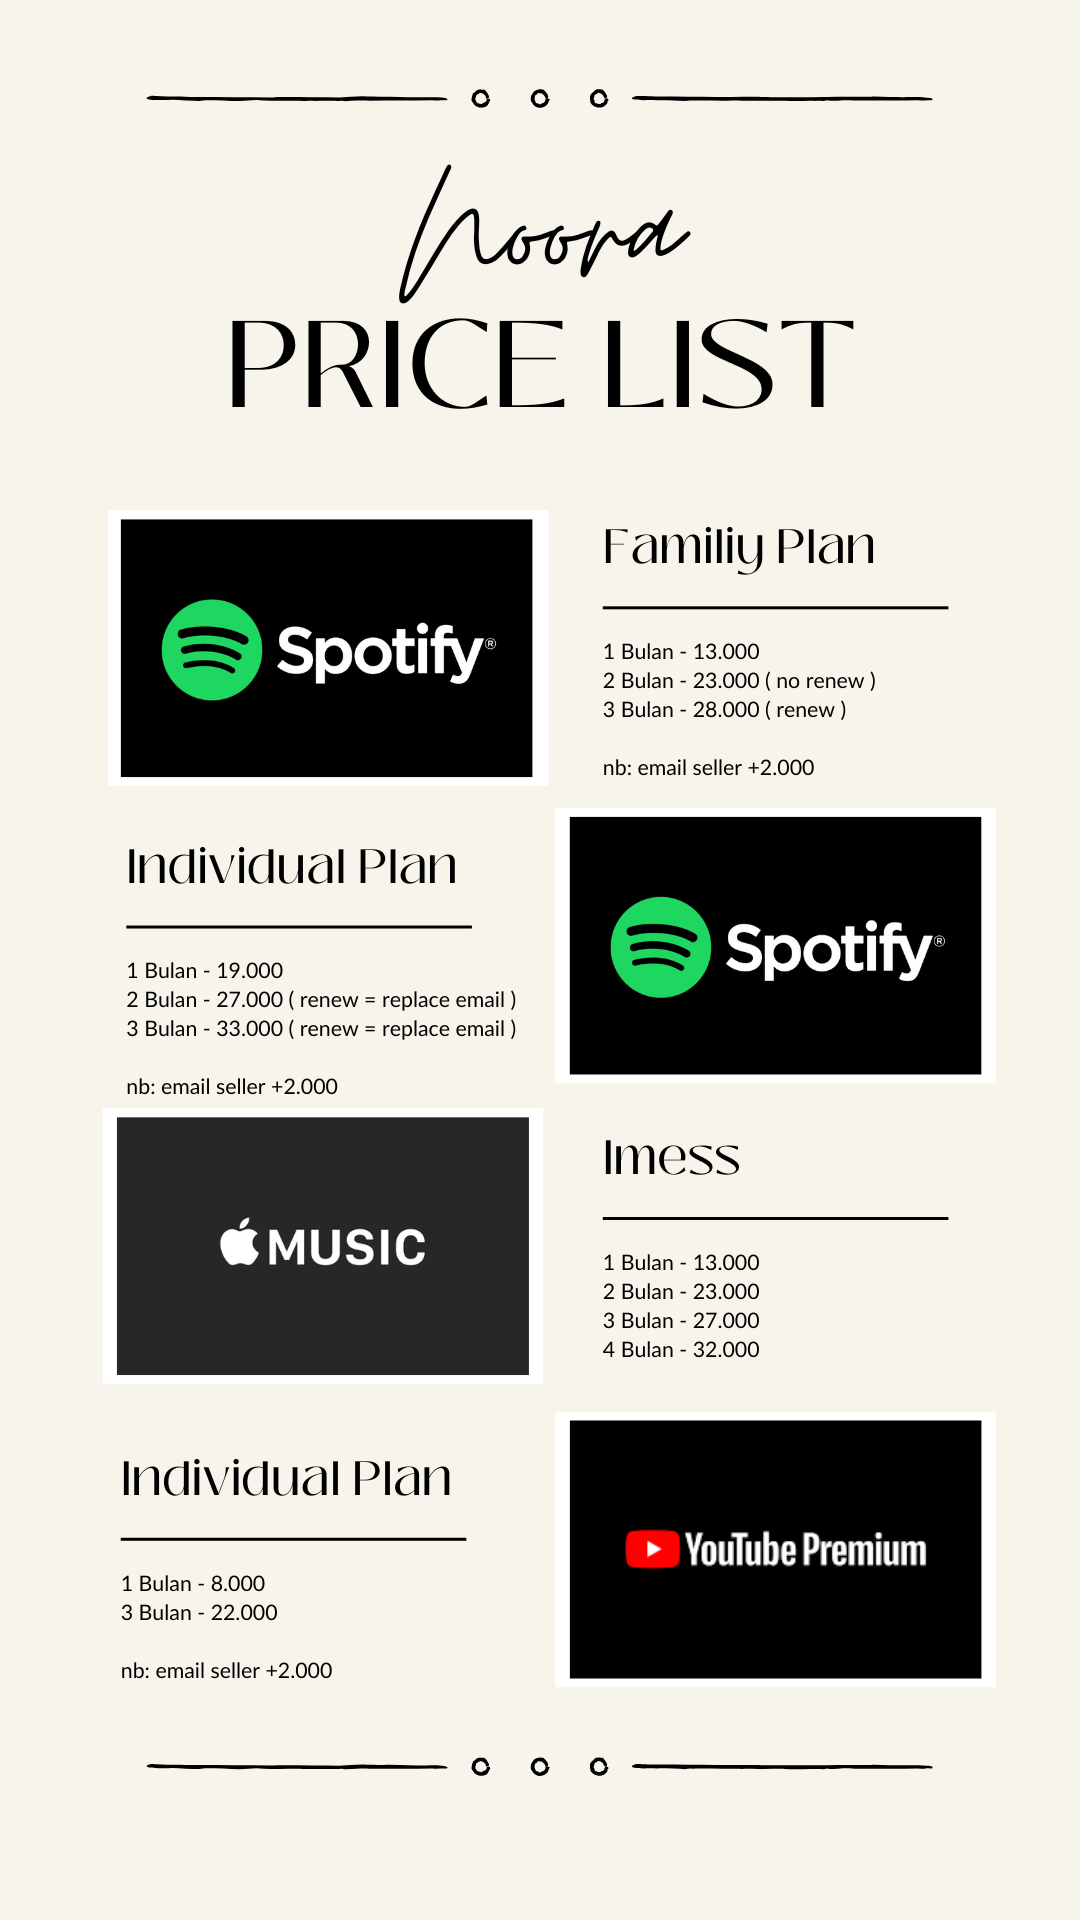 Noord
PRICE LIST
Spotify®
Familiy Plan
1 Bulan - 13.000
2 Bulan - 23.000 ( no renew )
3 Bulan - 28.000 ( renew )
nb: email seller +2.000
Individual Plan
1 Bulan - 19.000
2 Bulan - 27.000 ( renew = replace email )
3 Bulan - 33.000 ( renew = replace email )
nb: email seller +2.000
Spotify®
MUSIC
Imess
1 Bulan - 13.000
2 Bulan - 23.000
3 Bulan - 27.000
4 Bulan - 32.000
Individual Plan
1 Bulan - 8.000
3 Bulan - 22.000
nb: email seller +2.000
YouTube Premium